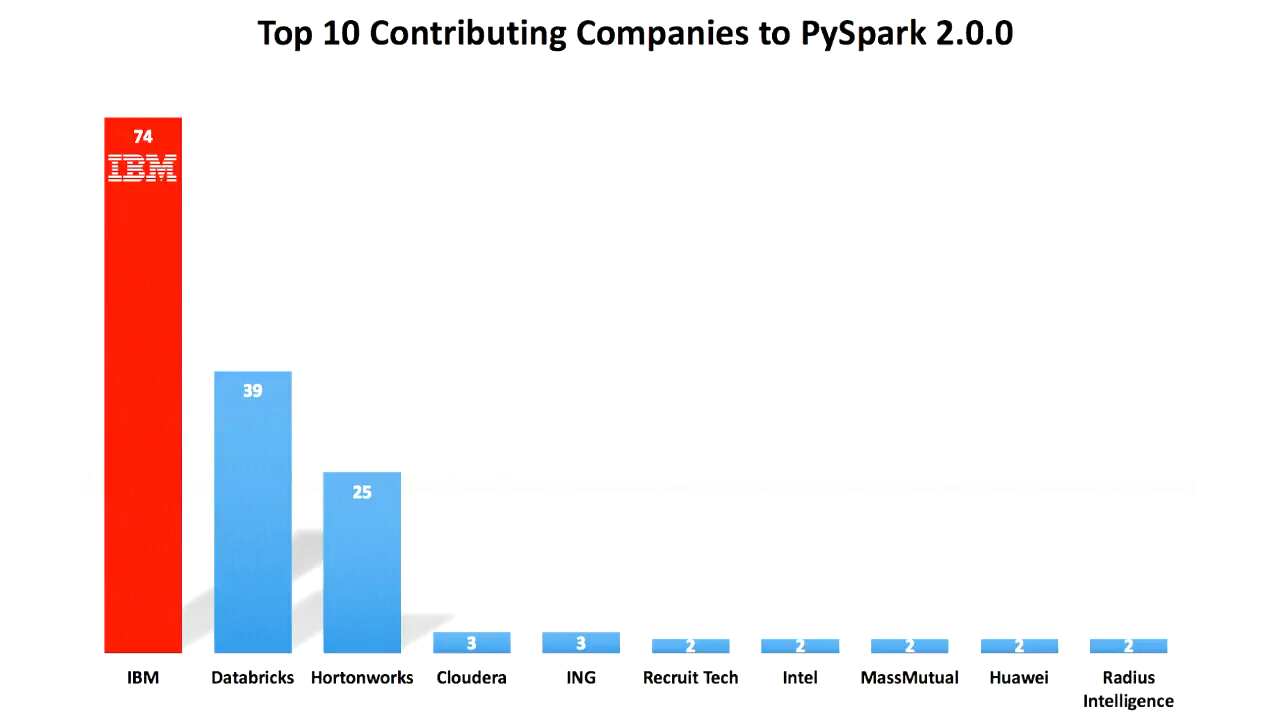 Top 10 Contributing Companies to PySpark 2.0.0
74
IBM
39
25
3
3
2
2
2
2
2
IBM
Databricks
Hortonworks
Cloudera
ING
Recruit Tech
Intel
MassMutual
Huawei
Radius
Intelligence